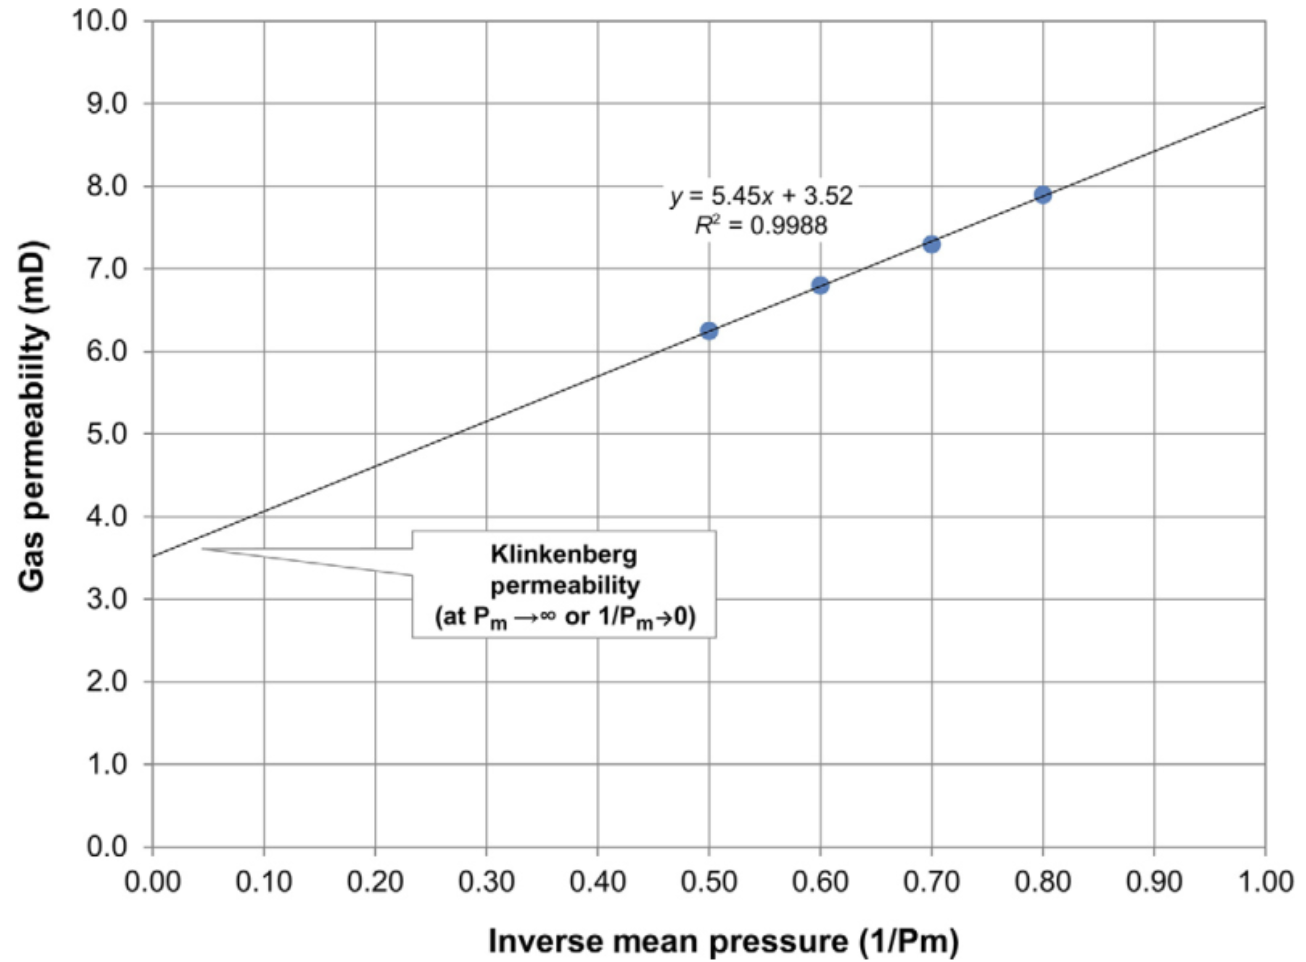 10.0
9.0
8.0
7.0
6.0
5.0
4.0
3.0
2.0
1.0
0.0
Gas permeabiilty (mD)
y = 5.45x + 3.52
R² = 0.9988
Klinkenberg
permeability
(at Pm →∞ or 1/Pm→0)
0.00 0.10 0.20 0.30 0.40 0.50 0.60 0.70 0.80 0.90 1.00
Inverse mean pressure (1/Pm)